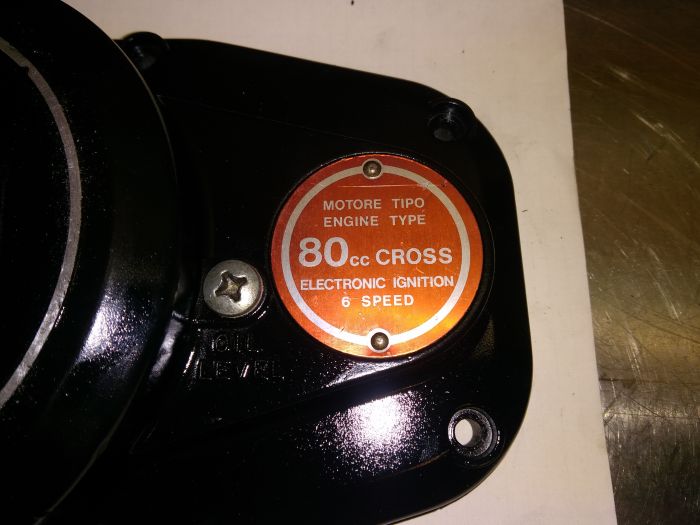 MOTORE TIPO
ENGINE TYPE
80cc CROSS
ELECTRONIC IGNITION
6 SPEED
OIL
LEVEL